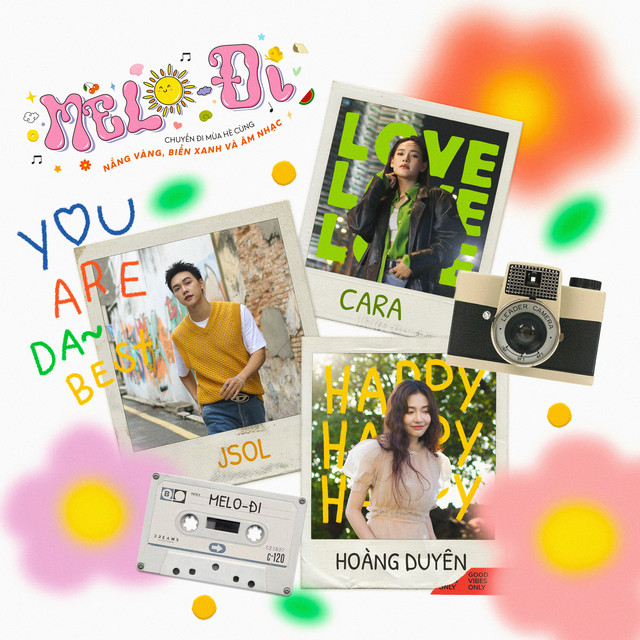 MELO ĐI
CHUYẾN ĐI MÙA HÈ CÙNG
NẮNG VÀNG, BIỂN XANH VÀ ÂM NHẠC
YOU
ARE
DA~
BEST
LOVE
LOVE
LOVE
CARA
LEADER CAMERA
JSOL
HAPPY
HAPPY
HAPPY
HOÀNG DUYÊN
MELO-ĐI
C-120
GOOD
VIBES
ONLY
ONLY